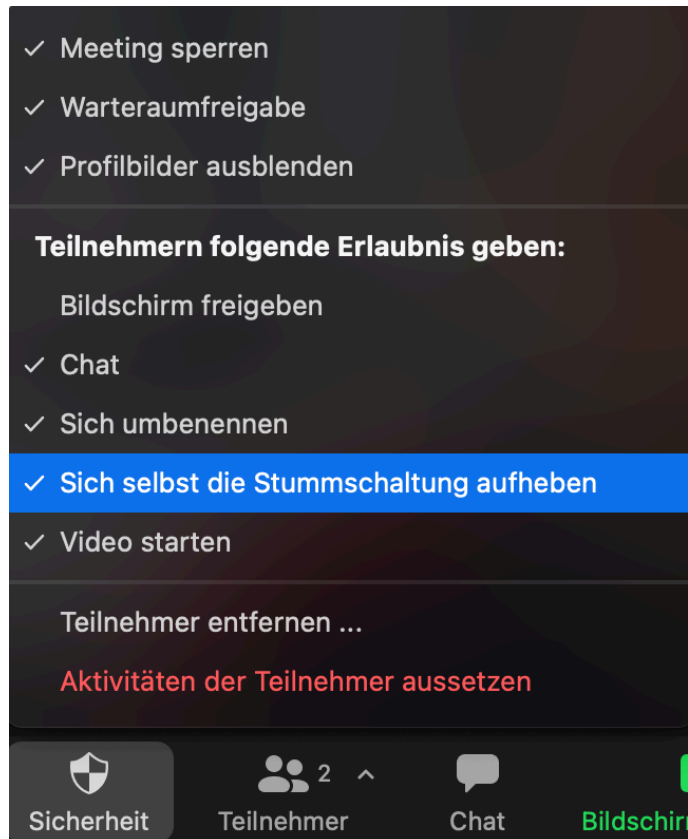 Meeting sperren
Warteraumfreigabe
Profilbilder ausblenden
Teilnehmern folgende Erlaubnis geben:
Bildschirm freigeben
Chat
Sich umbenennen
Sich selbst die Stummschaltung aufheben
Video starten
Teilnehmer entfernen ...
Aktivitäten der Teilnehmer aussetzen
2
Sicherheit Teilnehmer Chat